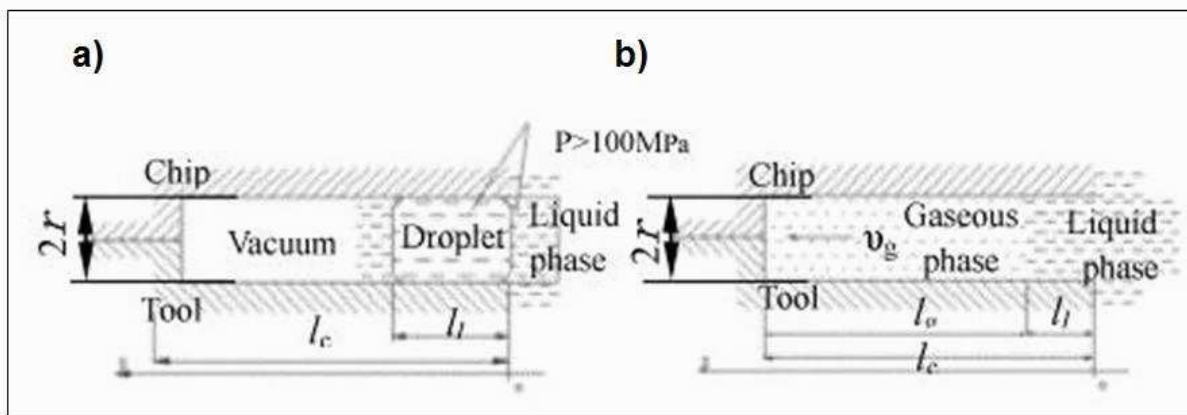 a)
P>100MPa
Chip
2r
Vacuum
Droplet
Liquid
phase
Tool
l_c
l_l
b)
Chip
2r
υ_g
Gaseous
phase
Liquid
phase
Tool
l_g
l_l
l_c